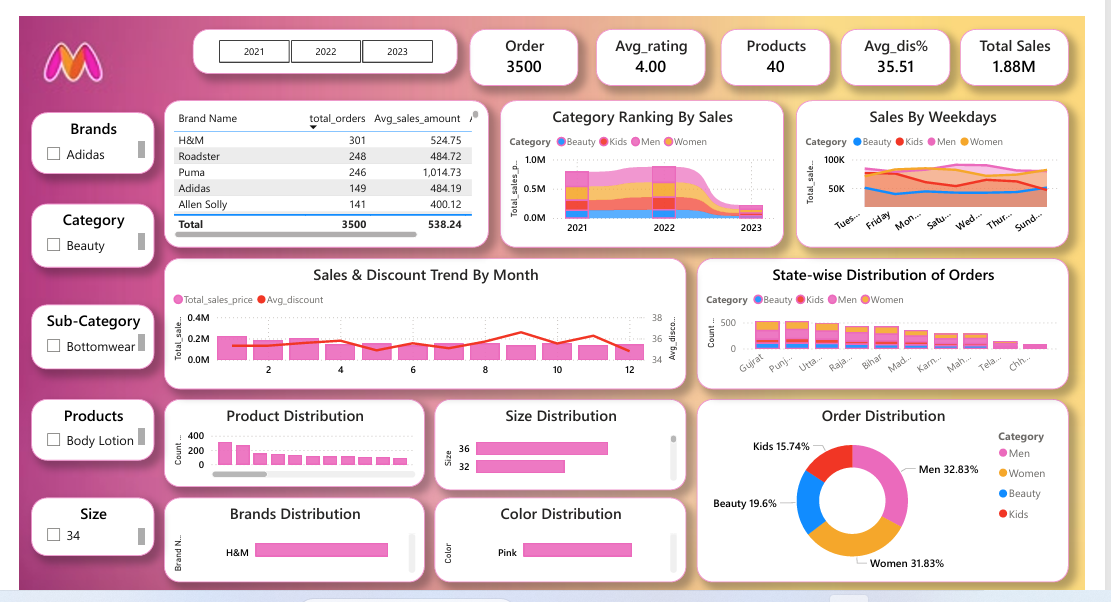 2021 2022 2023
Order
3500
Avg_rating
4.00
Products
40
Avg_dis%
35.51
Total Sales
1.88M
Brands
Adidas
Category
Beauty
Sub-Category
Bottomwear
Products
Body Lotion
Size
34
Brand Name total_orders Avg_sales_amount
H&M 301 524.75
Roadster 248 484.72
Puma 246 1,014.73
Adidas 149 484.19
Allen Solly 141 400.12
Total 3500 538.24
Category Ranking By Sales
Category Beauty Kids Men Women
Total_sales_p...
1.0M
0.5M
0.0M
2021 2022 2023
Sales By Weekdays
Category Beauty Kids Men Women
Total_sale...
100K
50K
Tues... Friday Mon... Satu... Wed... Thur... Sund...
Sales & Discount Trend By Month
Total_sales_price Avg_discount
Total_sale...
0.4M
0.2M
0.0M
2 4 6 8 10 12
38
36
34
Avg_disco...
State-wise Distribution of Orders
Category Beauty Kids Men Women
Count ...
500
0
Gujrat Punj... Utta... Raja... Bihar Mad... Karn... Mah... Tela... Chh...
Product Distribution
Count ...
400
200
0
Size Distribution
Size
36
32
Brands Distribution
Brand N...
H&M
Color Distribution
Color
Pink
Order Distribution
Kids 15.74%
Men 32.83%
Beauty 19.6%
Women 31.83%
Category
Men
Women
Beauty
Kids